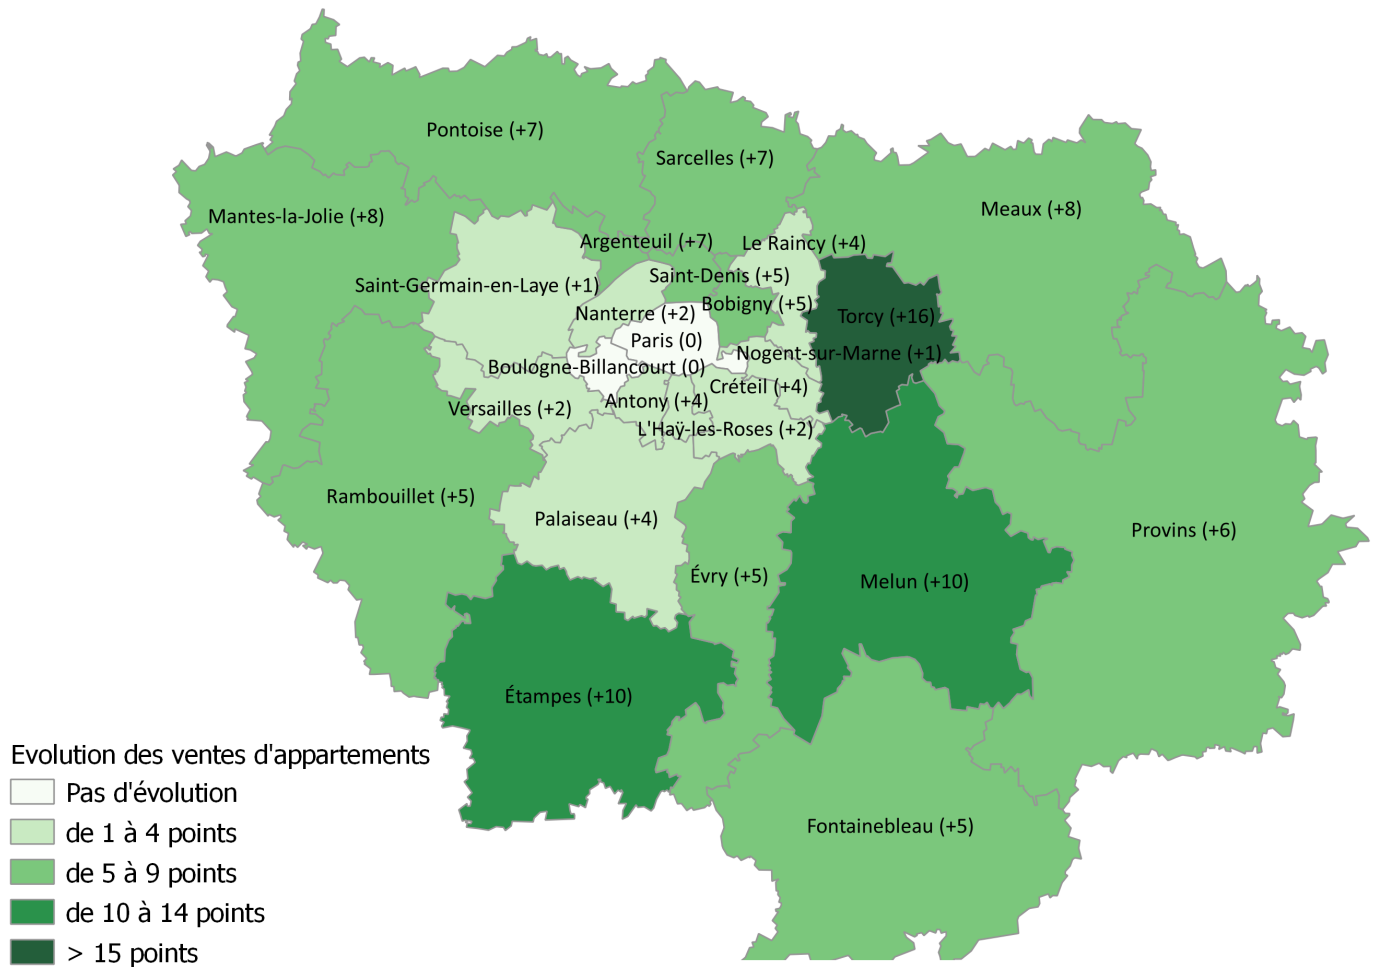 Pontoise (+7)
Sarcelles (+7)
Mantes-la-Jolie (+8)
Meaux (+8)
Argenteuil (+7)
Le Raincy (+4)
Saint-Denis (+5)
Saint-Germain-en-Laye (+1)
Bobigny (+5)
Nanterre (+2)
Torcy (+16)
Paris (0)
Nogent-sur-Marne (+1)
Boulogne-Billancourt (0)
Créteil (+4)
Antony (+4)
Versailles (+2)
L'Haÿ-les-Roses (+2)
Rambouillet (+5)
Palaiseau (+4)
Provins (+6)
Évry (+5)
Melun (+10)
Étampes (+10)
Fontainebleau (+5)
Evolution des ventes d'appartements
Pas d'évolution
de 1 à 4 points
de 5 à 9 points
de 10 à 14 points
> 15 points